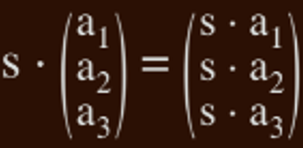 s · (a₁ a₂ a₃) = (s · a₁ s · a₂ s · a₃)